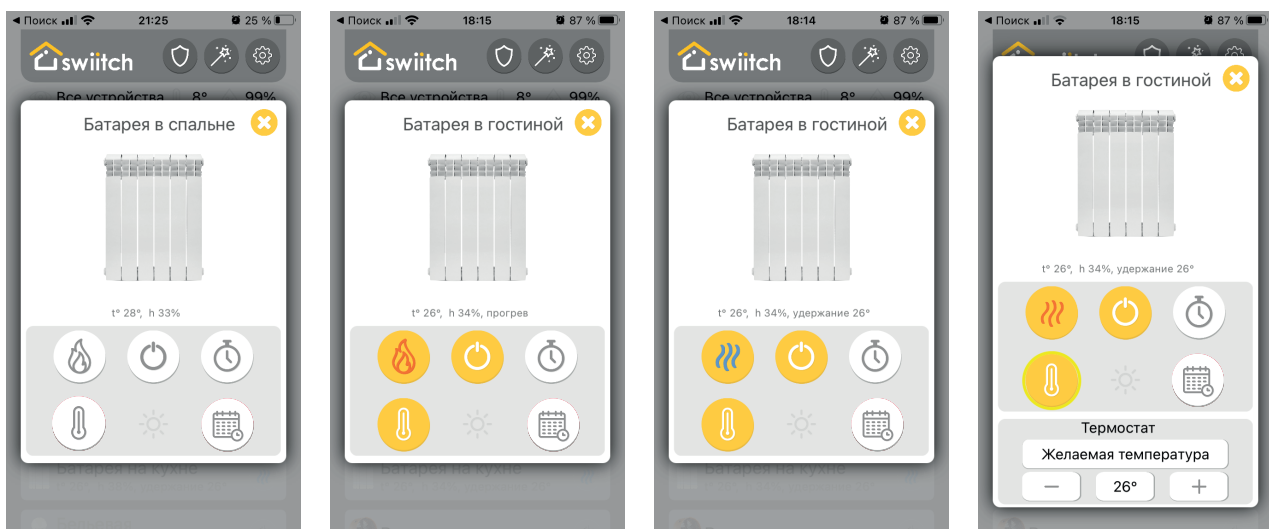 Поиск 21:25 25 %
swiitch
Все устройства 8° 99%
Батарея в спальне
t° 28°, h 33%
Батарея на кухне
Поиск 18:15 87 %
swiitch
Все устройства 8° 99%
Батарея в гостиной
t° 26°, h 34%, прогрев
Батарея на кухне
Поиск 18:14 87 %
swiitch
Все устройства 8° 99%
Батарея в гостиной
t° 26°, h 34%, удержание 26°
Батарея на кухне
Поиск 18:15 87 %
Батарея в гостиной
t° 26°, h 34%, удержание 26°
Термостат
Желаемая температура
− 26° +